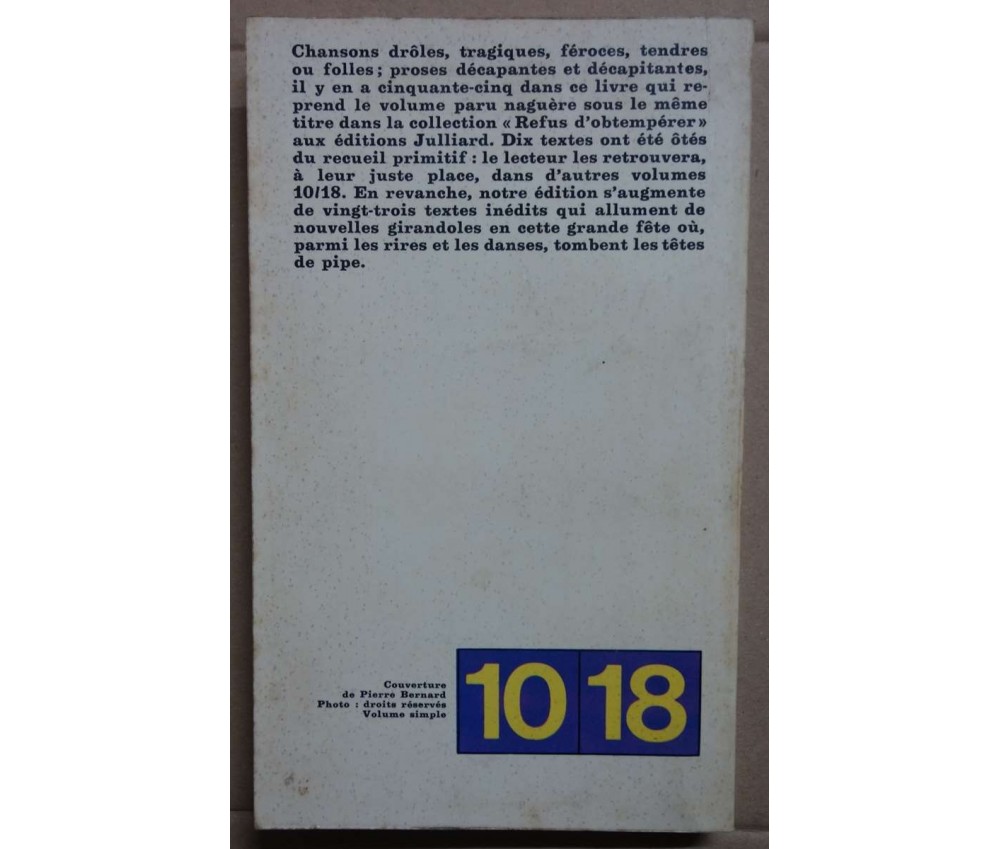 Chansons drôles, tragiques, féroces, tendres
ou folles ; proses décapantes et décapitantes,
il y en a cinquante-cinq dans ce livre qui re-
prend le volume paru naguère sous le même
titre dans la collection « Refus d'obtempérer »
aux éditions Julliard. Dix textes ont été ôtés
du recueil primitif : le lecteur les retrouvera,
à leur juste place, dans d'autres volumes
10/18. En revanche, notre édition s'augmente
de vingt-trois textes inédits qui allument de
nouvelles girandoles en cette grande fête où,
parmi les rires et les danses, tombent les têtes
de pipe.
Couverture
de Pierre Bernard
Photo : droits réservés
Volume simple
10 18